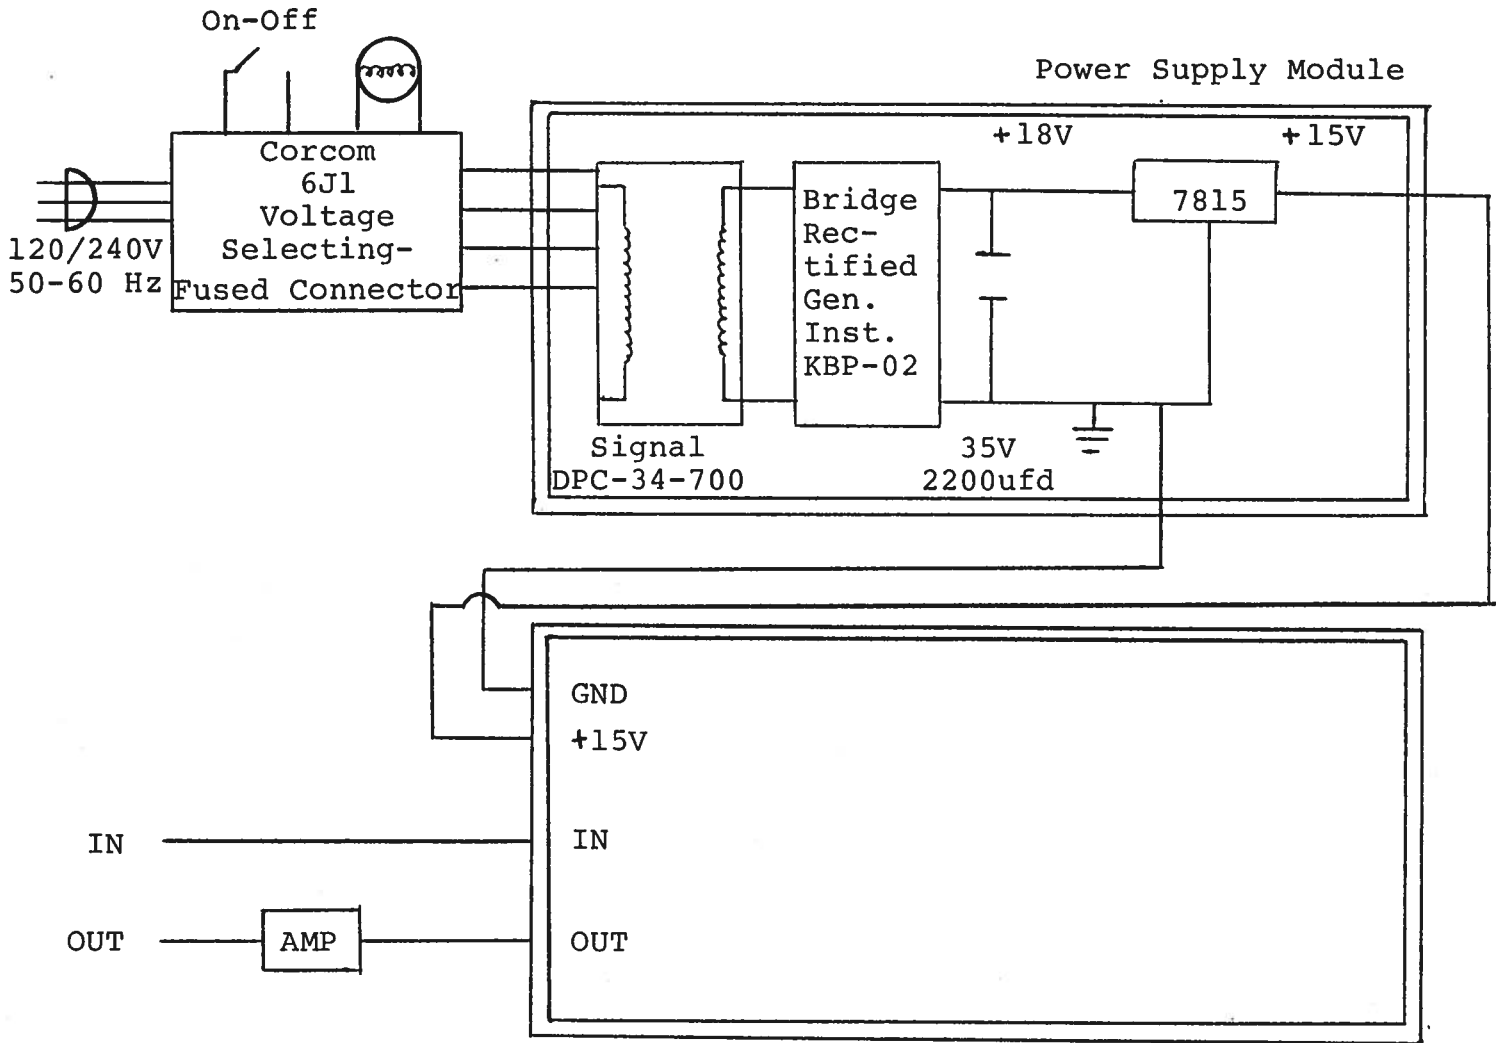 On-Off
Power Supply Module
Corcom
6J1
Voltage
Selecting-
Fused Connector
120/240V
50-60 Hz
+18V
+15V
Bridge
Rec-
tified
Gen.
Inst.
KBP-02
7815
Signal
DPC-34-700
35V
2200ufd
GND
+15V
IN
IN
OUT
AMP
OUT